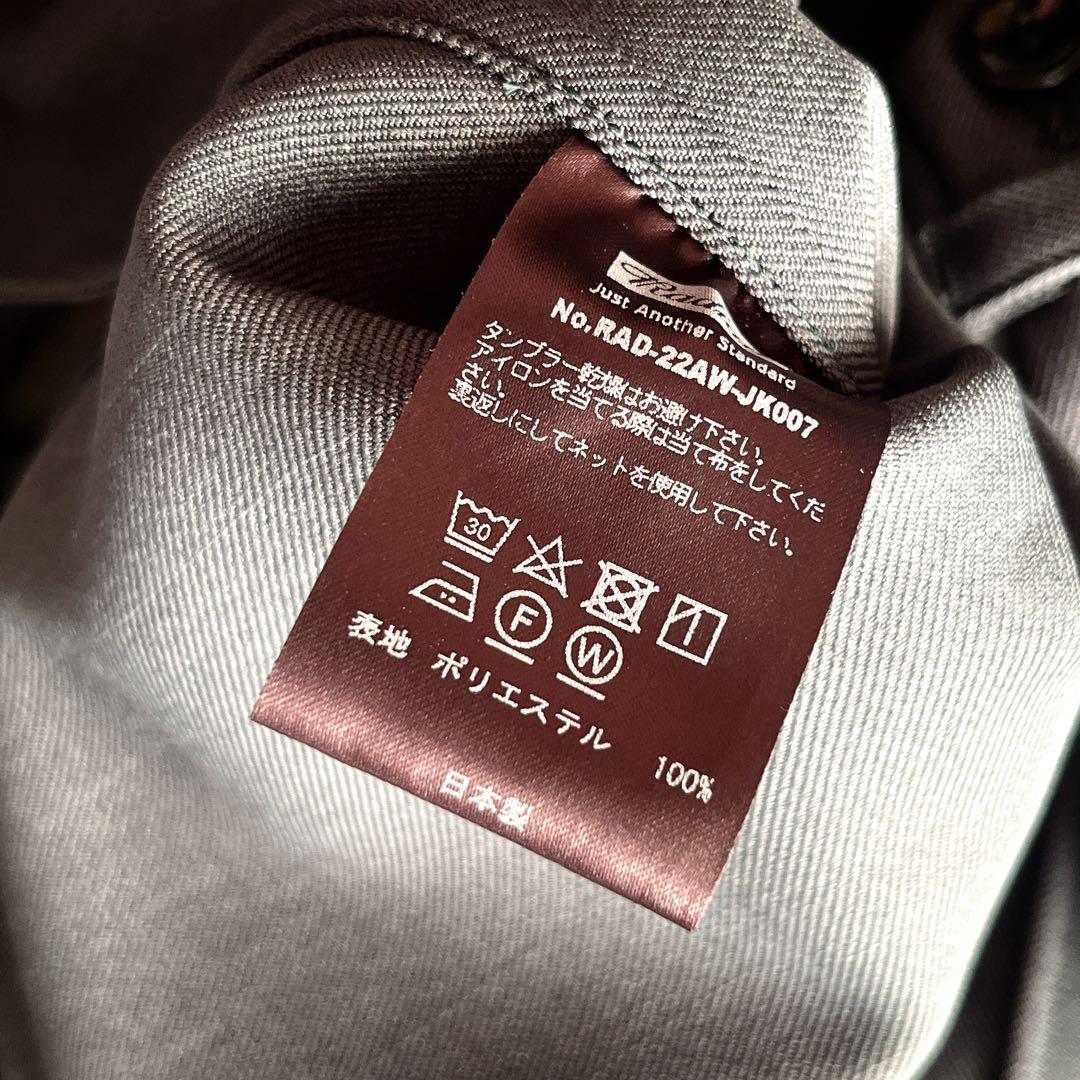 Just Another Standard
No.RAD-22AW-JK007
タンブラー乾燥はお避け下さい。
アイロンを当てる際は当て布をしてくだ
さい。
裏返しにしてネットを使用して下さい。
30
F
W
表地 ポリエステル 100%
日本製